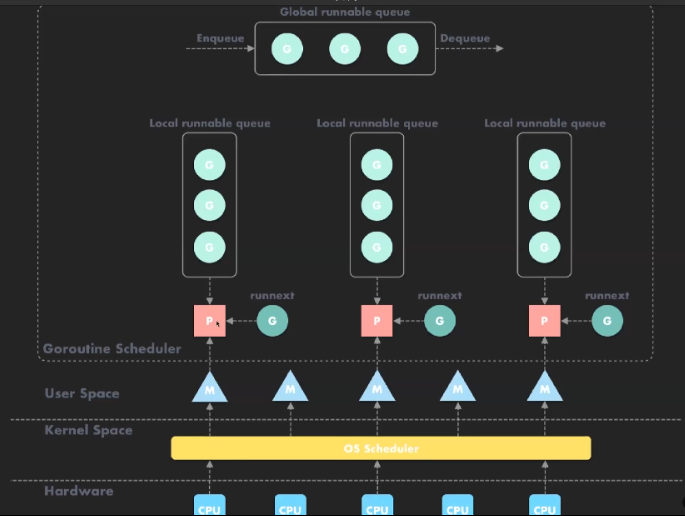 Global runnable queue
Enqueue
G G G
Dequeue
Local runnable queue
Local runnable queue
Local runnable queue
G G G
G G G
G G G
runnext
runnext
runnext
P G P G P G
Goroutine Scheduler
User Space
M M M M M
Kernel Space
OS Scheduler
Hardware
CPU CPU CPU CPU CPU